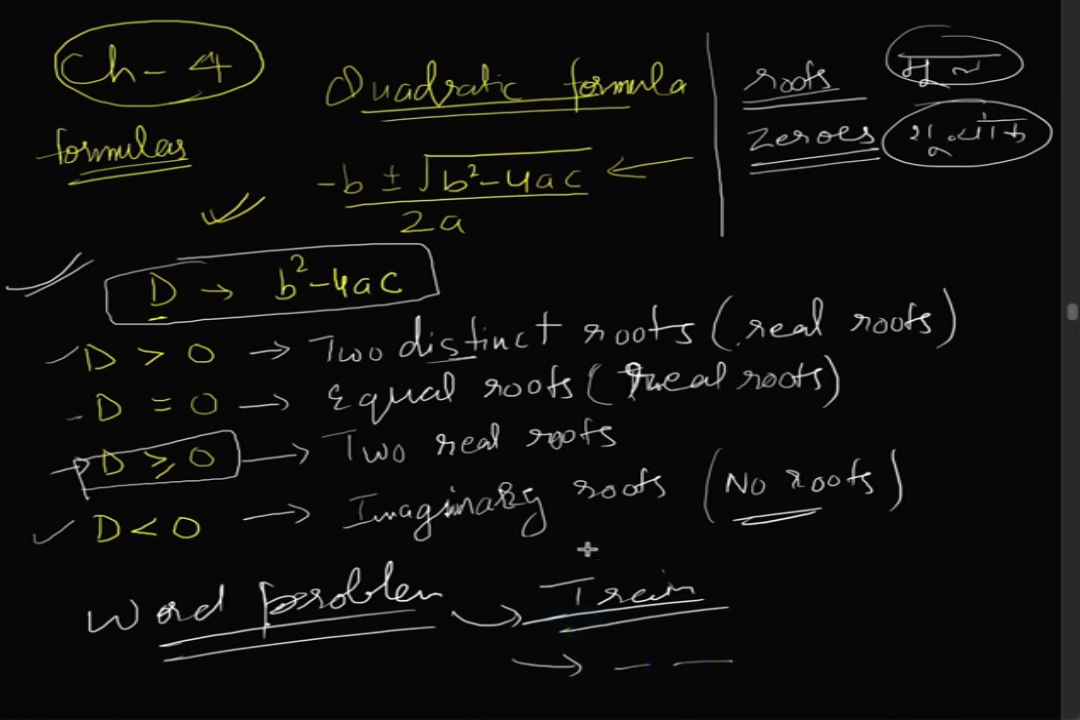 Ch-4
formulas
Quadratic formula
-b ± √b²-4ac
2a
roots मूल
zeroes शून्यांक
D → b²-4ac
D > 0 → Two distinct roots (real roots)
D = 0 → Equal roots (real roots)
D ≥ 0 → Two real roots
D < 0 → Imaginary roots (No roots)
Word problem → Train
→ — —